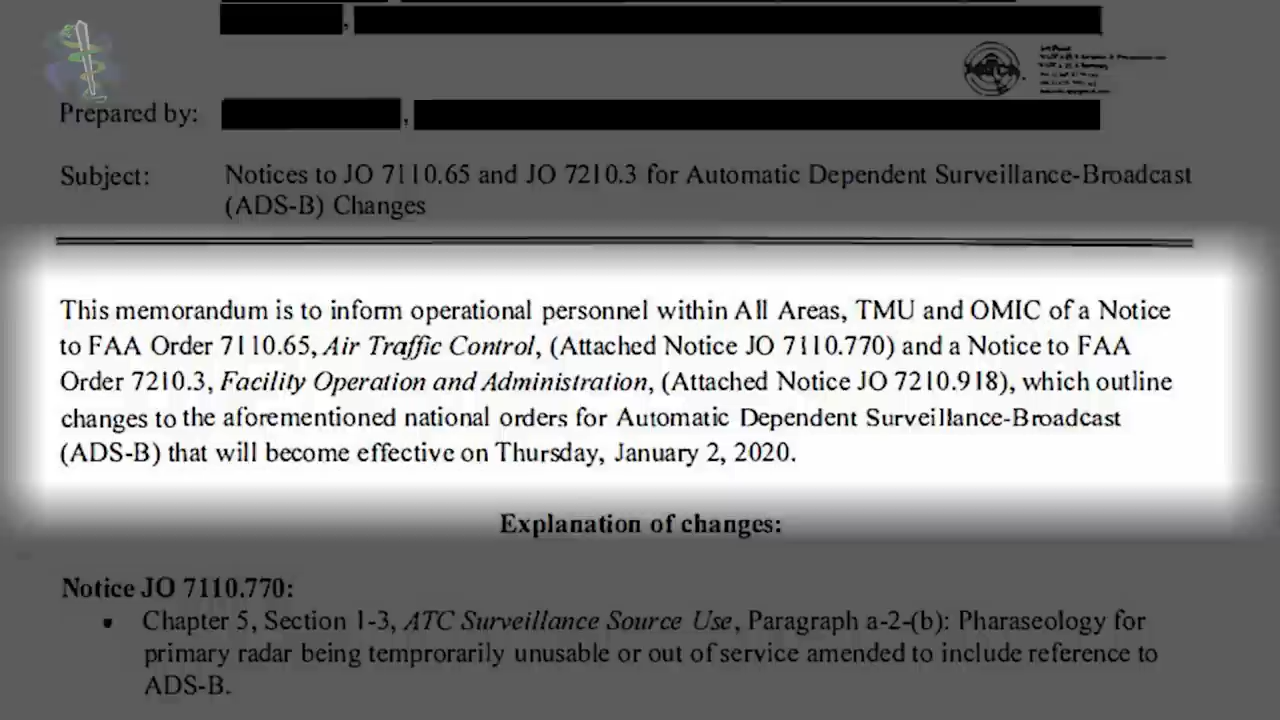 Prepared by: ,
Subject: Notices to JO 7110.65 and JO 7210.3 for Automatic Dependent Surveillance-Broadcast
(ADS-B) Changes
This memorandum is to inform operational personnel within All Areas, TMU and OMIC of a Notice
to FAA Order 7110.65, Air Traffic Control, (Attached Notice JO 7110.770) and a Notice to FAA
Order 7210.3, Facility Operation and Administration, (Attached Notice JO 7210.918), which outline
changes to the aforementioned national orders for Automatic Dependent Surveillance-Broadcast
(ADS-B) that will become effective on Thursday, January 2, 2020.
Explanation of changes:
Notice JO 7110.770:
• Chapter 5, Section 1-3, ATC Surveillance Source Use, Paragraph a-2-(b): Pharaseology for
primary radar being temprorarily unusable or out of service amended to include reference to
ADS-B.